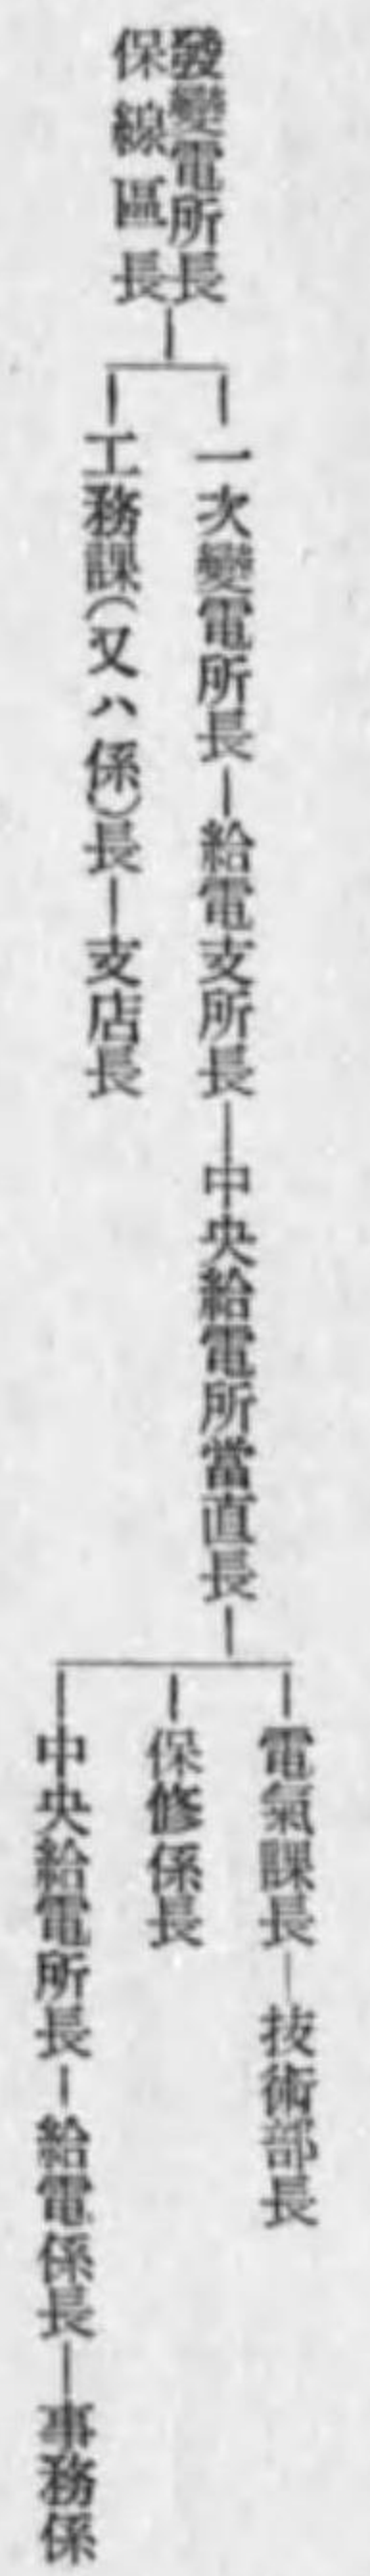 發變電所長
保線區長
一次變電所長―給電支所長―中央給電所當直長
工務課(又ハ係)長―支店長
電氣課長―技術部長
保修係長
中央給電所長―給電係長―事務係